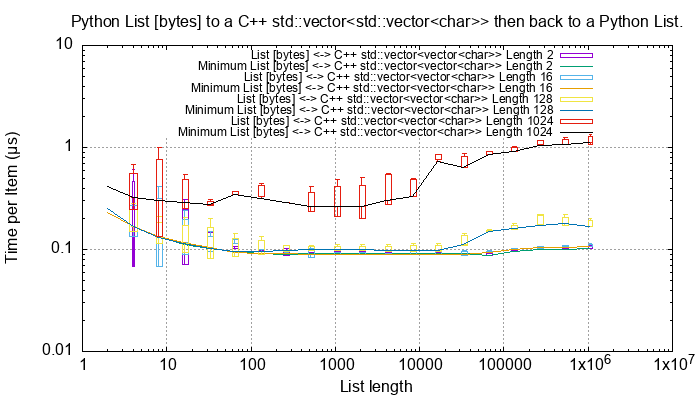 Python List [bytes] to a C++ std::vector<std::vector<char>> then back to a Python List.
10
List [bytes] <-> C++ std::vector<vector<char>> Length 2
Minimum List [bytes] <-> C++ std::vector<vector<char>> Length 2
List [bytes] <-> C++ std::vector<vector<char>> Length 16
Minimum List [bytes] <-> C++ std::vector<vector<char>> Length 16
List [bytes] <-> C++ std::vector<vector<char>> Length 128
Minimum List [bytes] <-> C++ std::vector<vector<char>> Length 128
List [bytes] <-> C++ std::vector<vector<char>> Length 1024
Minimum List [bytes] <-> C++ std::vector<vector<char>> Length 1024
1
Time per Item (µs)
0.1
0.01
1 10 100 1000 10000 100000 1x10⁶ 1x10⁷
List length